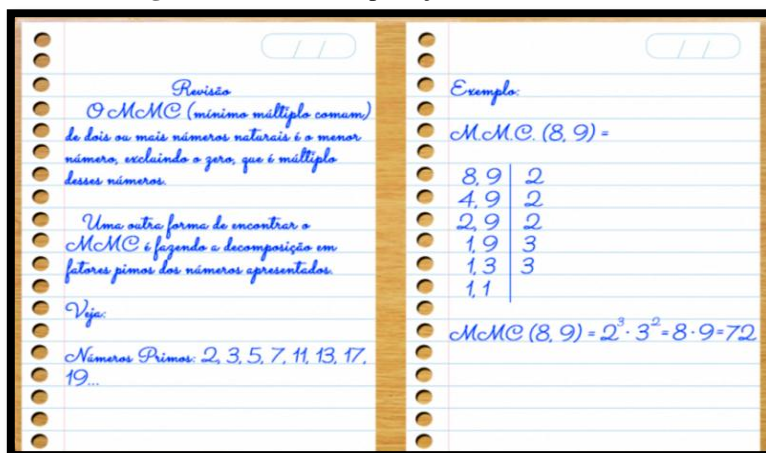 Revisão
O MMC (mínimo múltiplo comum)
de dois ou mais números naturais é o menor
número, excluindo o zero, que é múltiplo
desses números.
Uma outra forma de encontrar o
MMC é fazendo a decomposição em
fatores pimos dos números apresentados.
Veja:
Números Primos: 2, 3, 5, 7, 11, 13, 17,
19...
Exemplo:
M.M.C. (8, 9) =
8, 9 | 2
4, 9 | 2
2, 9 | 2
1, 9 | 3
1, 3 | 3
1, 1 |
MMC (8, 9) = 2³ · 3² = 8 · 9 = 72